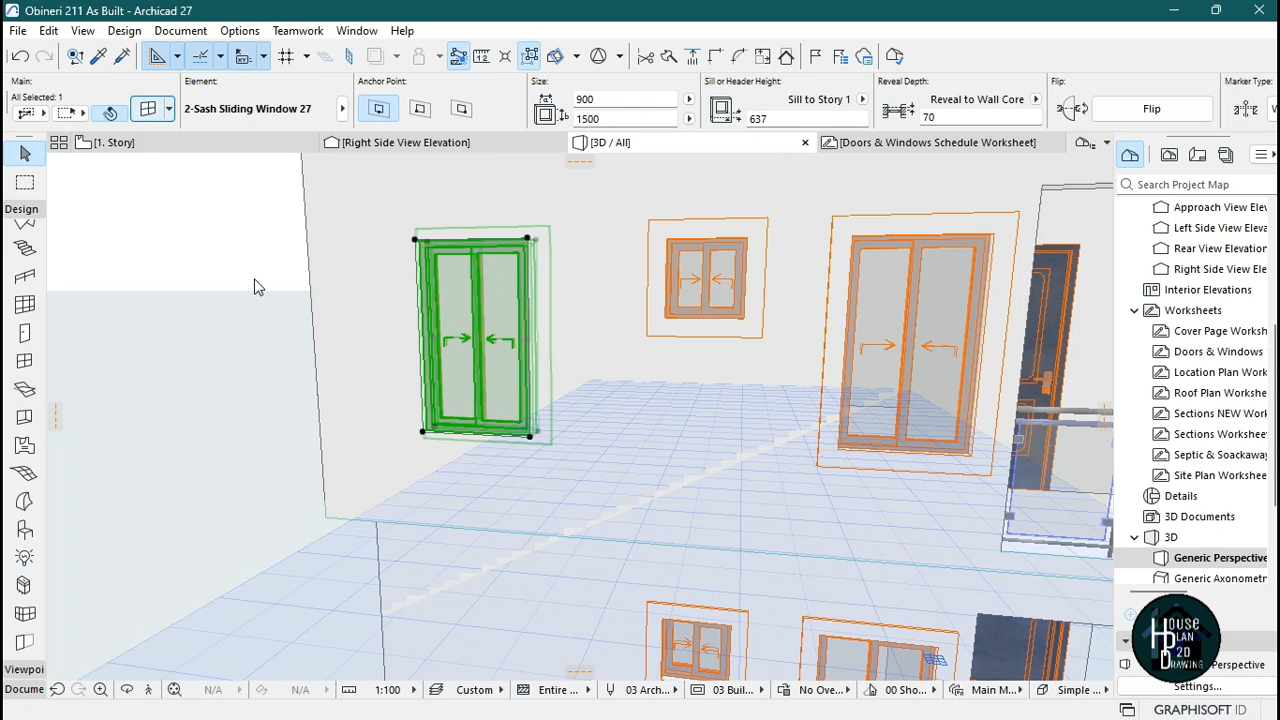 Obineri 211 As Built - Archicad 27
File Edit View Design Document Options Teamwork Window Help
Main: Element: Anchor Point: Size: Sill or Header Height: Reveal Depth: Flip: Marker Type:
All Selected: 1
2-Sash Sliding Window 27
900
1500
Sill to Story 1
637
Reveal to Wall Core
70
Flip
[1. Story] [Right Side View Elevation] [3D / All] [Doors & Windows Schedule Worksheet]
Search Project Map
Design
Approach View Elev
Left Side View Eleva
Rear View Elevation
Right Side View Ele
Interior Elevations
Worksheets
Cover Page Worksh
Doors & Windows
Location Plan Work
Roof Plan Workshe
Sections NEW Work
Sections Workshee
Septic & Soakaway
Site Plan Worksheet
Details
3D Documents
3D
Generic Perspective
Generic Axonometr
HOUSE
PLAN
2D
DRAWING
Perspective
Settings...
Viewpoi
Docume
N/A N/A 1:100 Custom Entire ... 03 Arch... 03 Buil... No Ove... 00 Sho... Main M... Simple ...
GRAPHISOFT ID